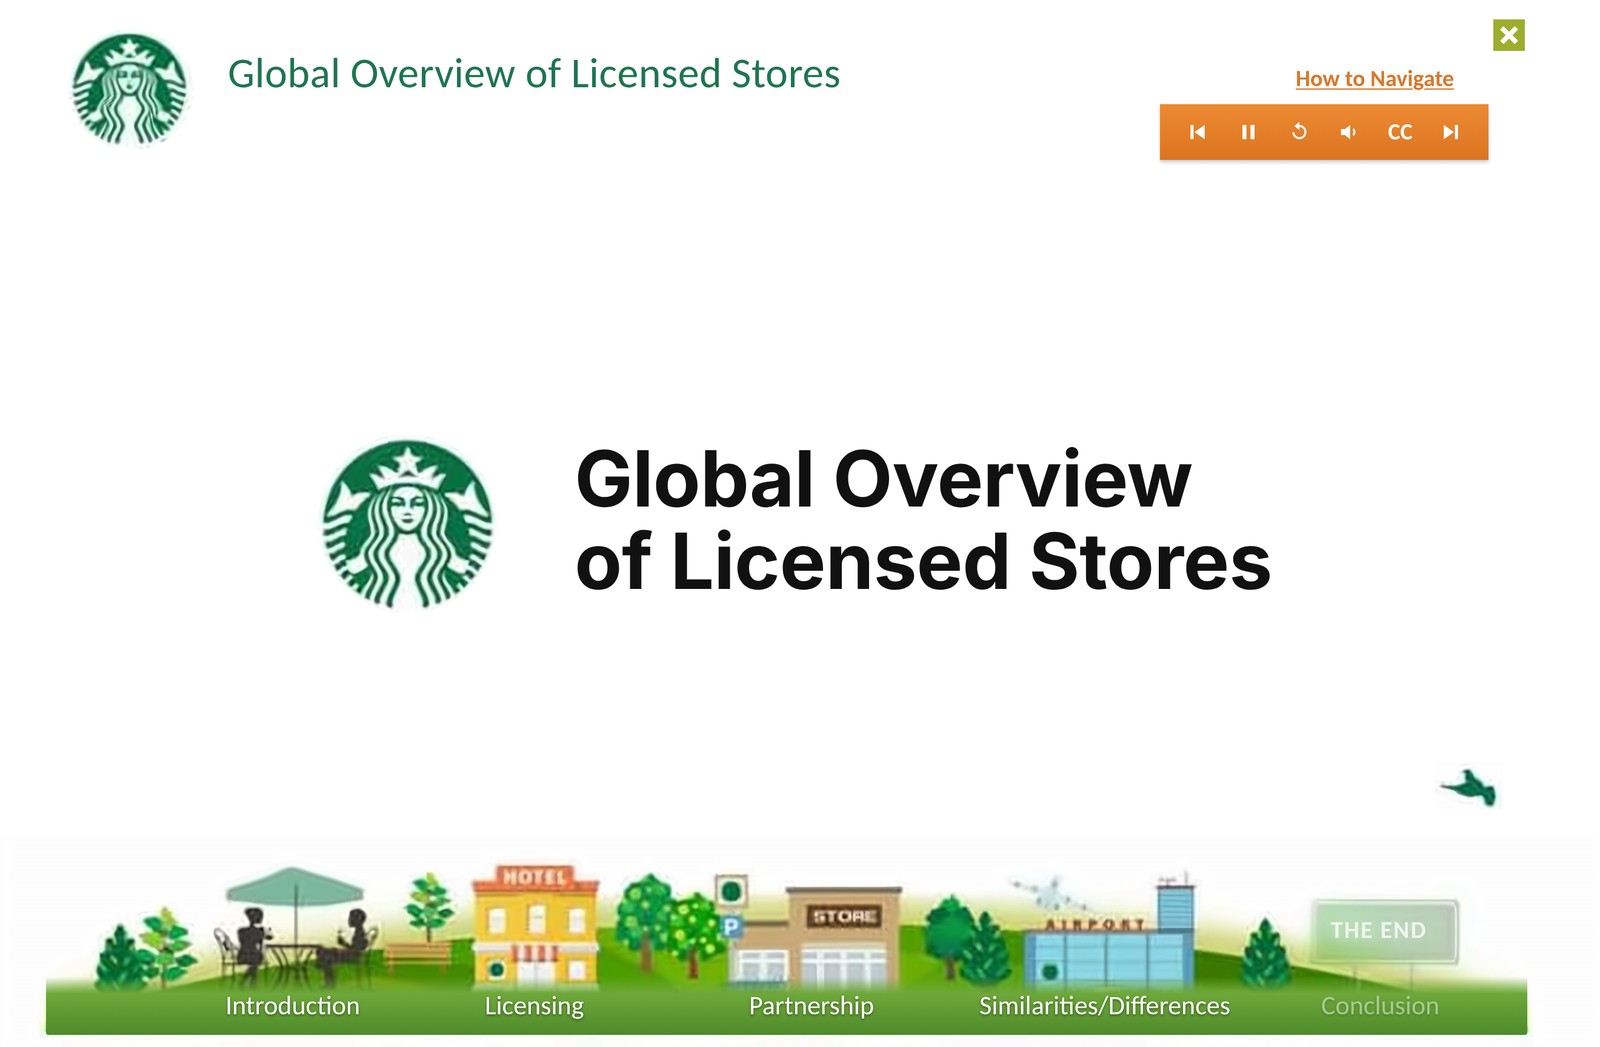 Global Overview of Licensed Stores
How to Navigate
CC
Global Overview
of Licensed Stores
HOTEL
P
STORE
AIRPORT
THE END
Introduction
Licensing
Partnership
Similarities/Differences
Conclusion